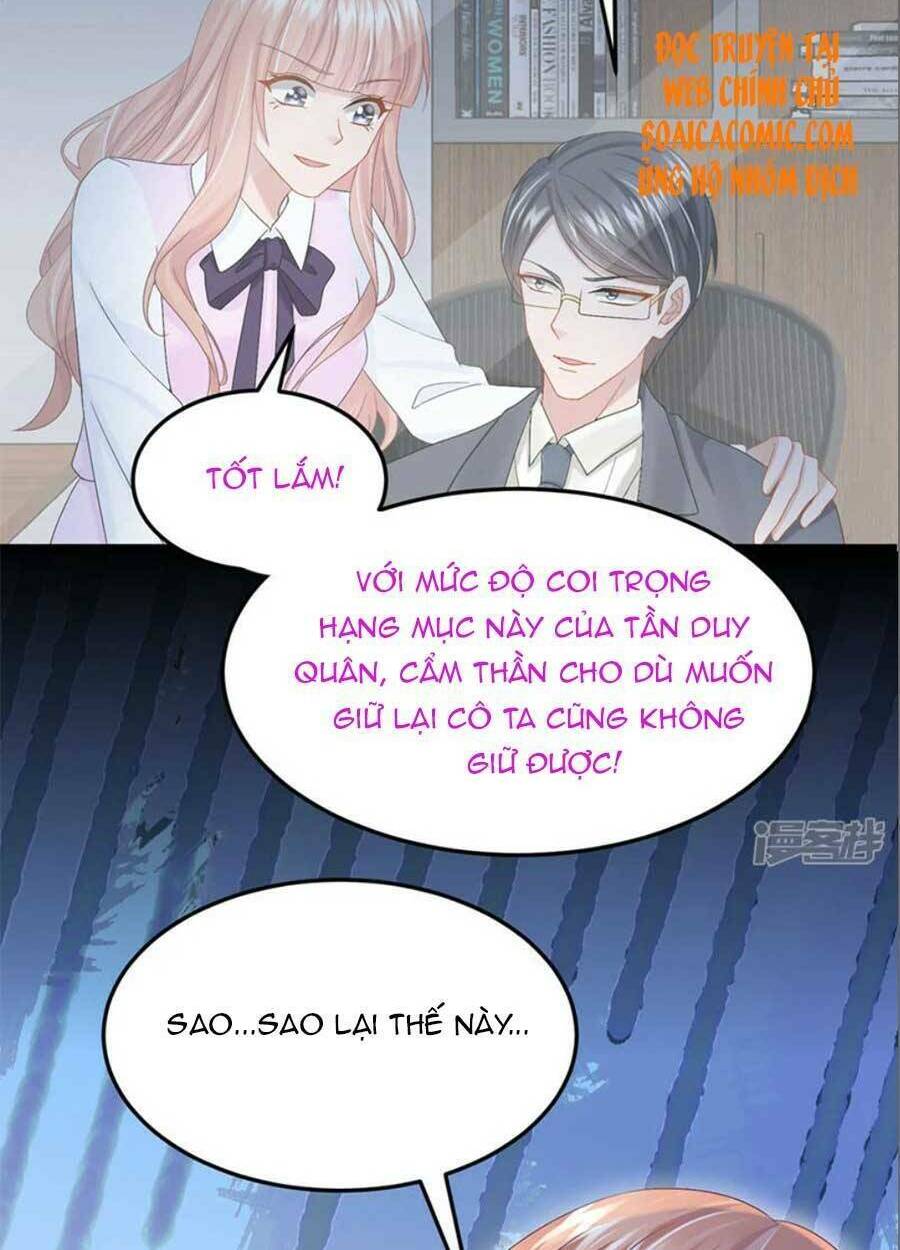 WOMEN
FASHION
ĐỌC TRUYỆN TẠI
WEB CHÍNH CHỦ
SOAICACOMIC.COM
ỦNG HỘ NHÓM DỊCH
TỐT LẮM!
VỚI MỨC ĐỘ COI TRỌNG
HẠNG MỤC NÀY CỦA TẦN DUY
QUÂN, CẨM THẦN CHO DÙ MUỐN
GIỮ LẠI CÔ TA CŨNG KHÔNG
GIỮ ĐƯỢC!
漫客栈
SAO...SAO LẠI THẾ NÀY...